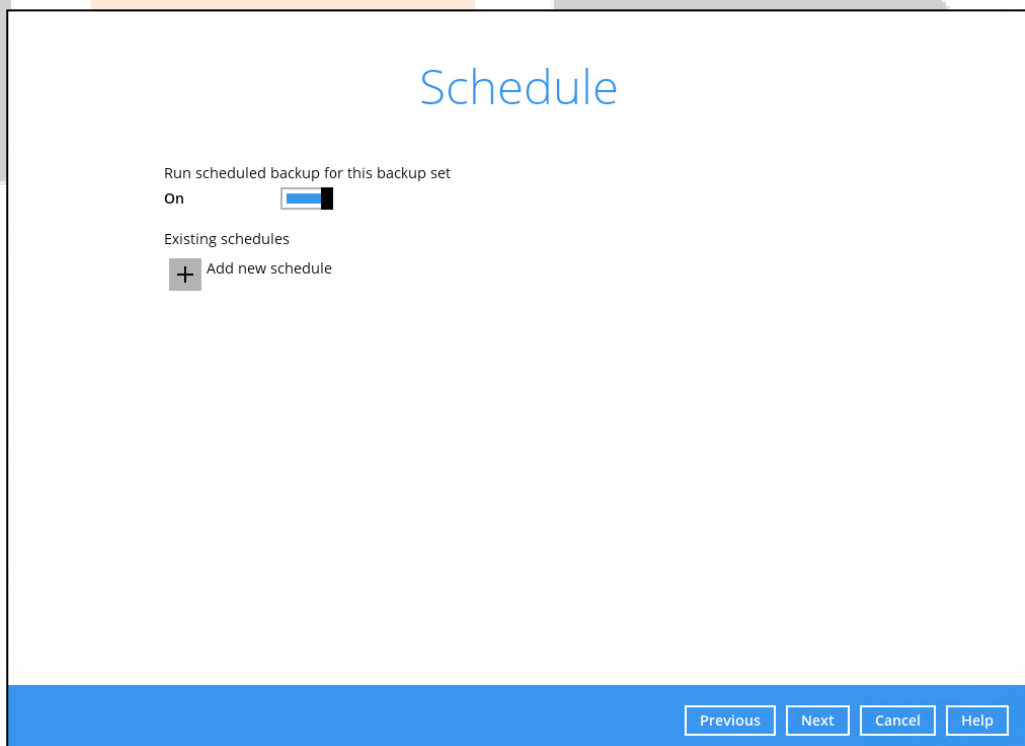 Schedule
Run scheduled backup for this backup set
On
Existing schedules
Add new schedule
Previous Next Cancel Help